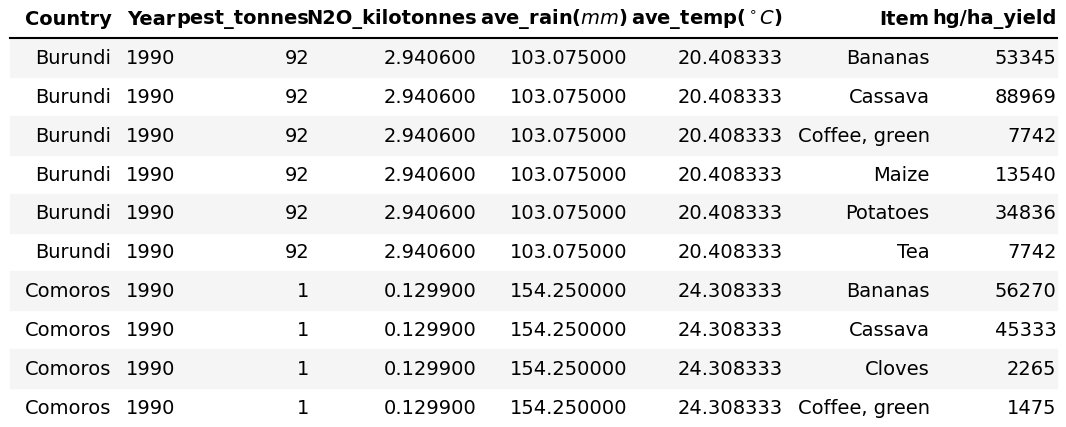 Country Year pest_tonnes N2O_kilotonnes ave_rain(mm) ave_temp(°C) Item hg/ha_yield
Burundi 1990 92 2.940600 103.075000 20.408333 Bananas 53345
Burundi 1990 92 2.940600 103.075000 20.408333 Cassava 88969
Burundi 1990 92 2.940600 103.075000 20.408333 Coffee, green 7742
Burundi 1990 92 2.940600 103.075000 20.408333 Maize 13540
Burundi 1990 92 2.940600 103.075000 20.408333 Potatoes 34836
Burundi 1990 92 2.940600 103.075000 20.408333 Tea 7742
Comoros 1990 1 0.129900 154.250000 24.308333 Bananas 56270
Comoros 1990 1 0.129900 154.250000 24.308333 Cassava 45333
Comoros 1990 1 0.129900 154.250000 24.308333 Cloves 2265
Comoros 1990 1 0.129900 154.250000 24.308333 Coffee, green 1475